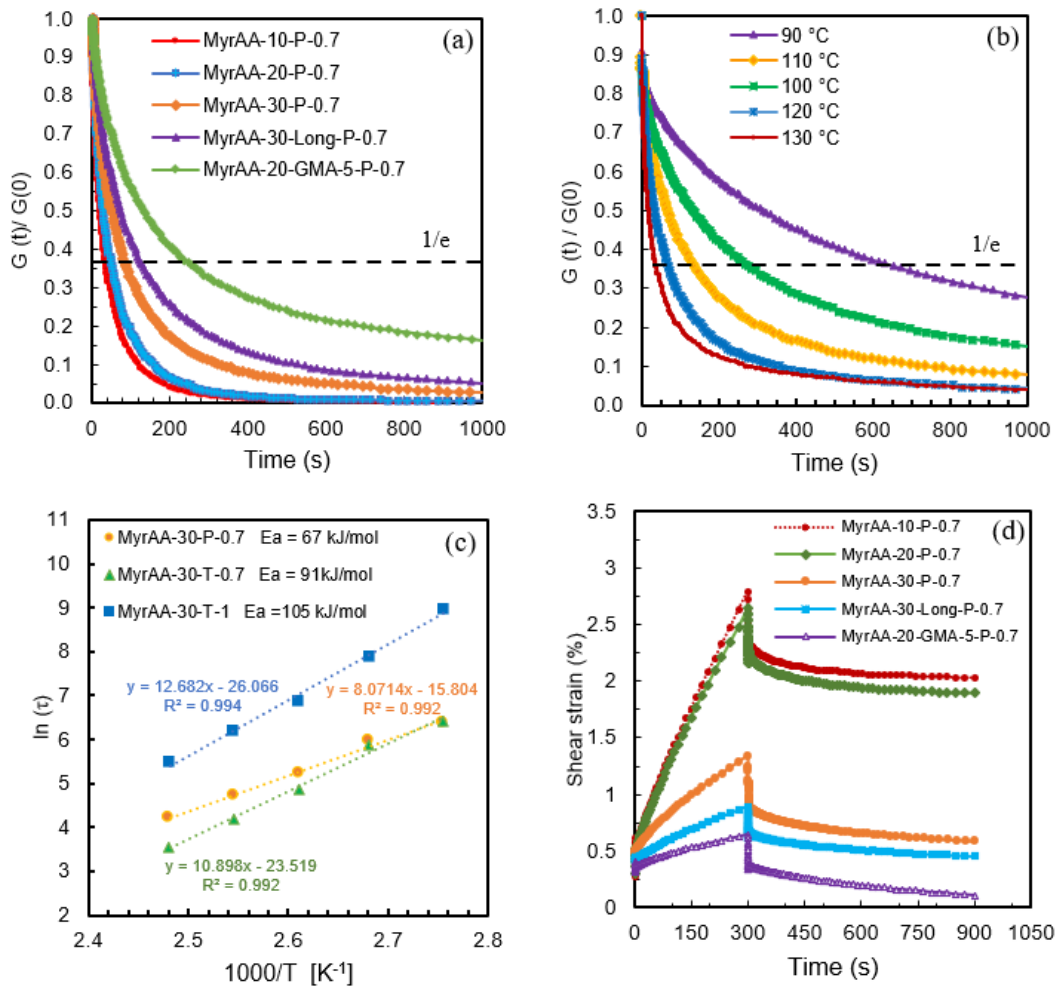 (a)
MyrAA-10-P-0.7
MyrAA-20-P-0.7
MyrAA-30-P-0.7
MyrAA-30-Long-P-0.7
MyrAA-20-GMA-5-P-0.7
1/e
G (t)/ G(0)
1.0
0.9
0.8
0.7
0.6
0.5
0.4
0.3
0.2
0.1
0.0
0 200 400 600 800 1000
Time (s)
(b)
90 °C
110 °C
100 °C
120 °C
130 °C
1/e
G (t) / G(0)
1.0
0.9
0.8
0.7
0.6
0.5
0.4
0.3
0.2
0.1
0.0
0 200 400 600 800 1000
Time (s)
(c)
MyrAA-30-P-0.7 Ea = 67 kJ/mol
MyrAA-30-T-0.7 Ea = 91kJ/mol
MyrAA-30-T-1 Ea = 105 kJ/mol
y = 12.682x - 26.066
R² = 0.994
y = 8.0714x - 15.804
R² = 0.992
y = 10.898x - 23.519
R² = 0.992
ln (τ)
11
10
9
8
7
6
5
4
3
2
2.4 2.5 2.6 2.7 2.8
1000/T [K⁻¹]
(d)
MyrAA-10-P-0.7
MyrAA-20-P-0.7
MyrAA-30-P-0.7
MyrAA-30-Long-P-0.7
MyrAA-20-GMA-5-P-0.7
Shear strain (%)
3.5
3
2.5
2
1.5
1
0.5
0
0 150 300 450 600 750 900 1050
Time (s)